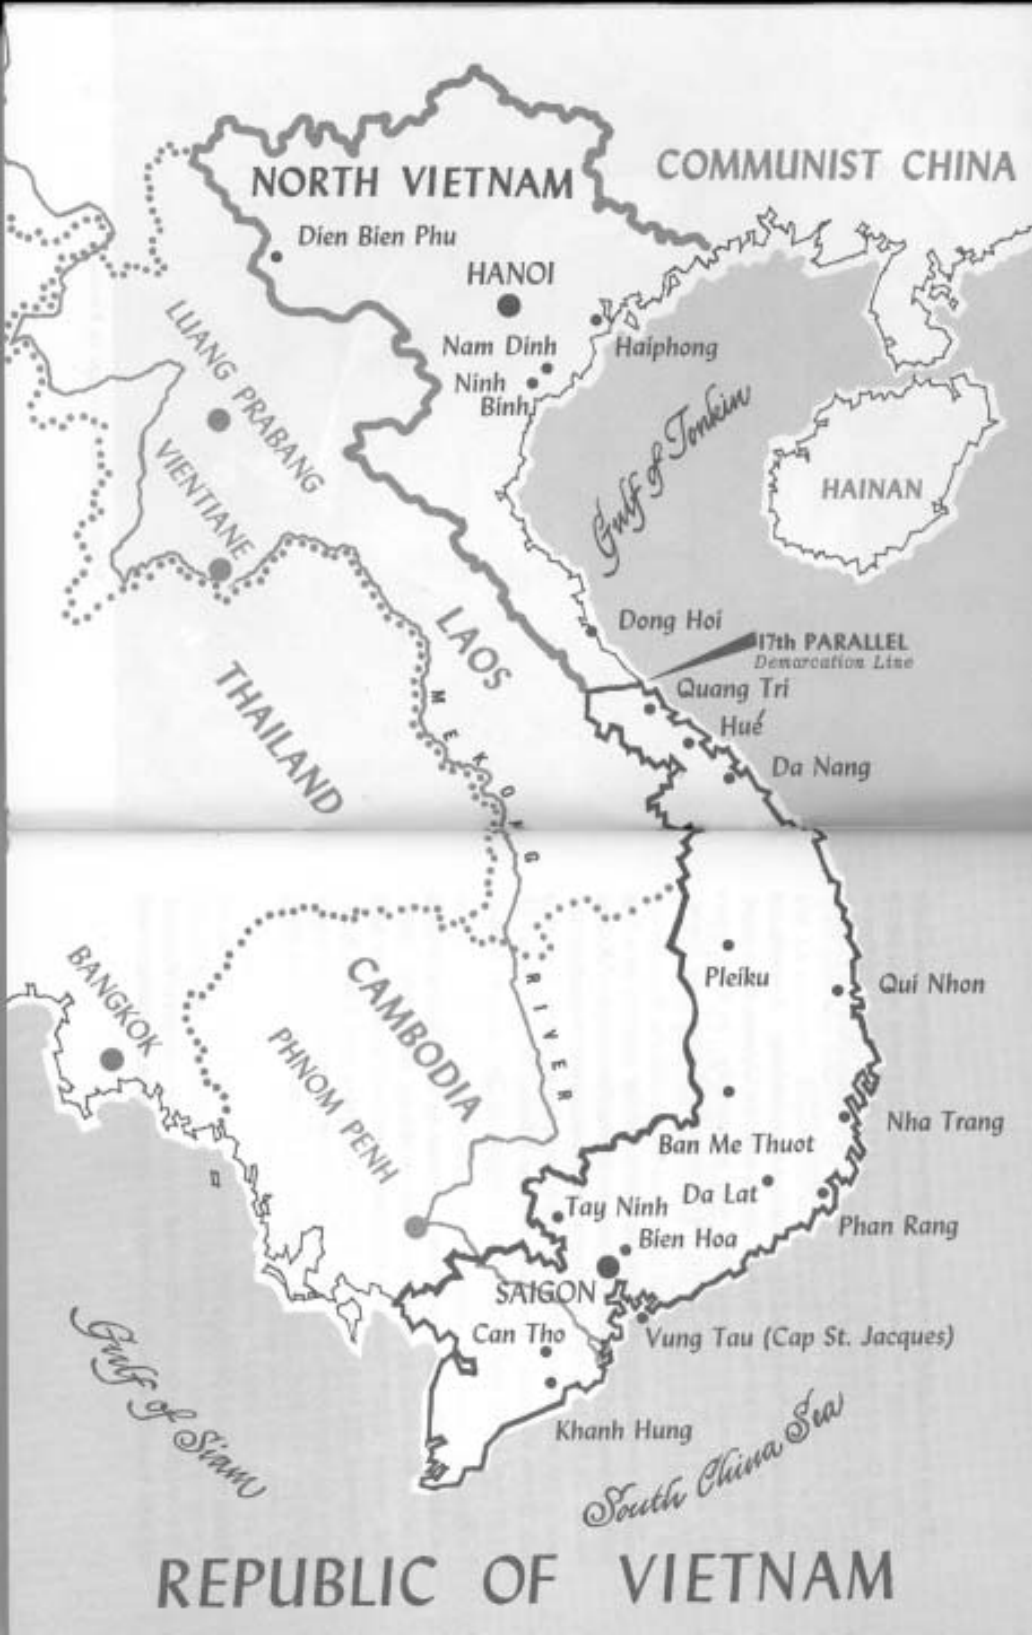 COMMUNIST CHINA
NORTH VIETNAM
Dien Bien Phu
HANOI
Nam Dinh
Haiphong
Ninh
Binh
LUANG PRABANG
Gulf of Tonkin
VIENTIANE
HAINAN
LAOS
Dong Hoi
17th PARALLEL
Demarcation Line
THAILAND
Quang Tri
Hué
Da Nang
MEKONG RIVER
BANGKOK
CAMBODIA
Pleiku
Qui Nhon
PHNOM PENH
Nha Trang
Ban Me Thuot
Da Lat
Tay Ninh
Phan Rang
Bien Hoa
SAIGON
Can Tho
Vung Tau (Cap St. Jacques)
Gulf of Siam
Khanh Hung
South China Sea
REPUBLIC OF VIETNAM